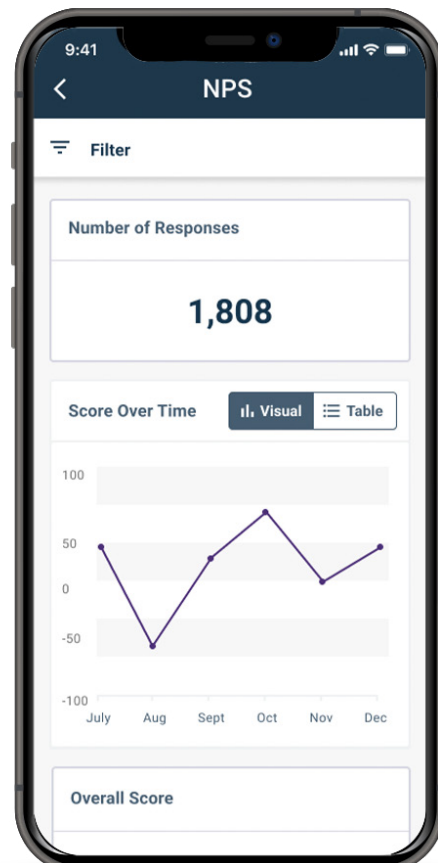 9:41
NPS
Filter
Number of Responses
1,808
Score Over Time
Visual
Table
100
50
0
-50
-100
July Aug Sept Oct Nov Dec
Overall Score